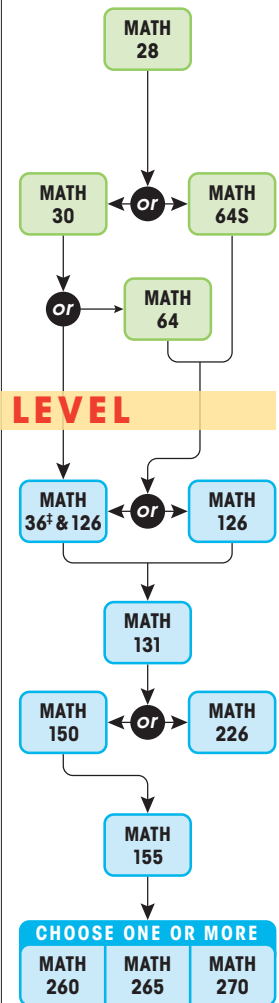 MATH
28
MATH
30
or
MATH
64S
or
MATH
64
LEVEL
MATH
36‡ & 126
or
MATH
126
MATH
131
MATH
150
or
MATH
226
MATH
155
CHOOSE ONE OR MORE
MATH
260
MATH
265
MATH
270